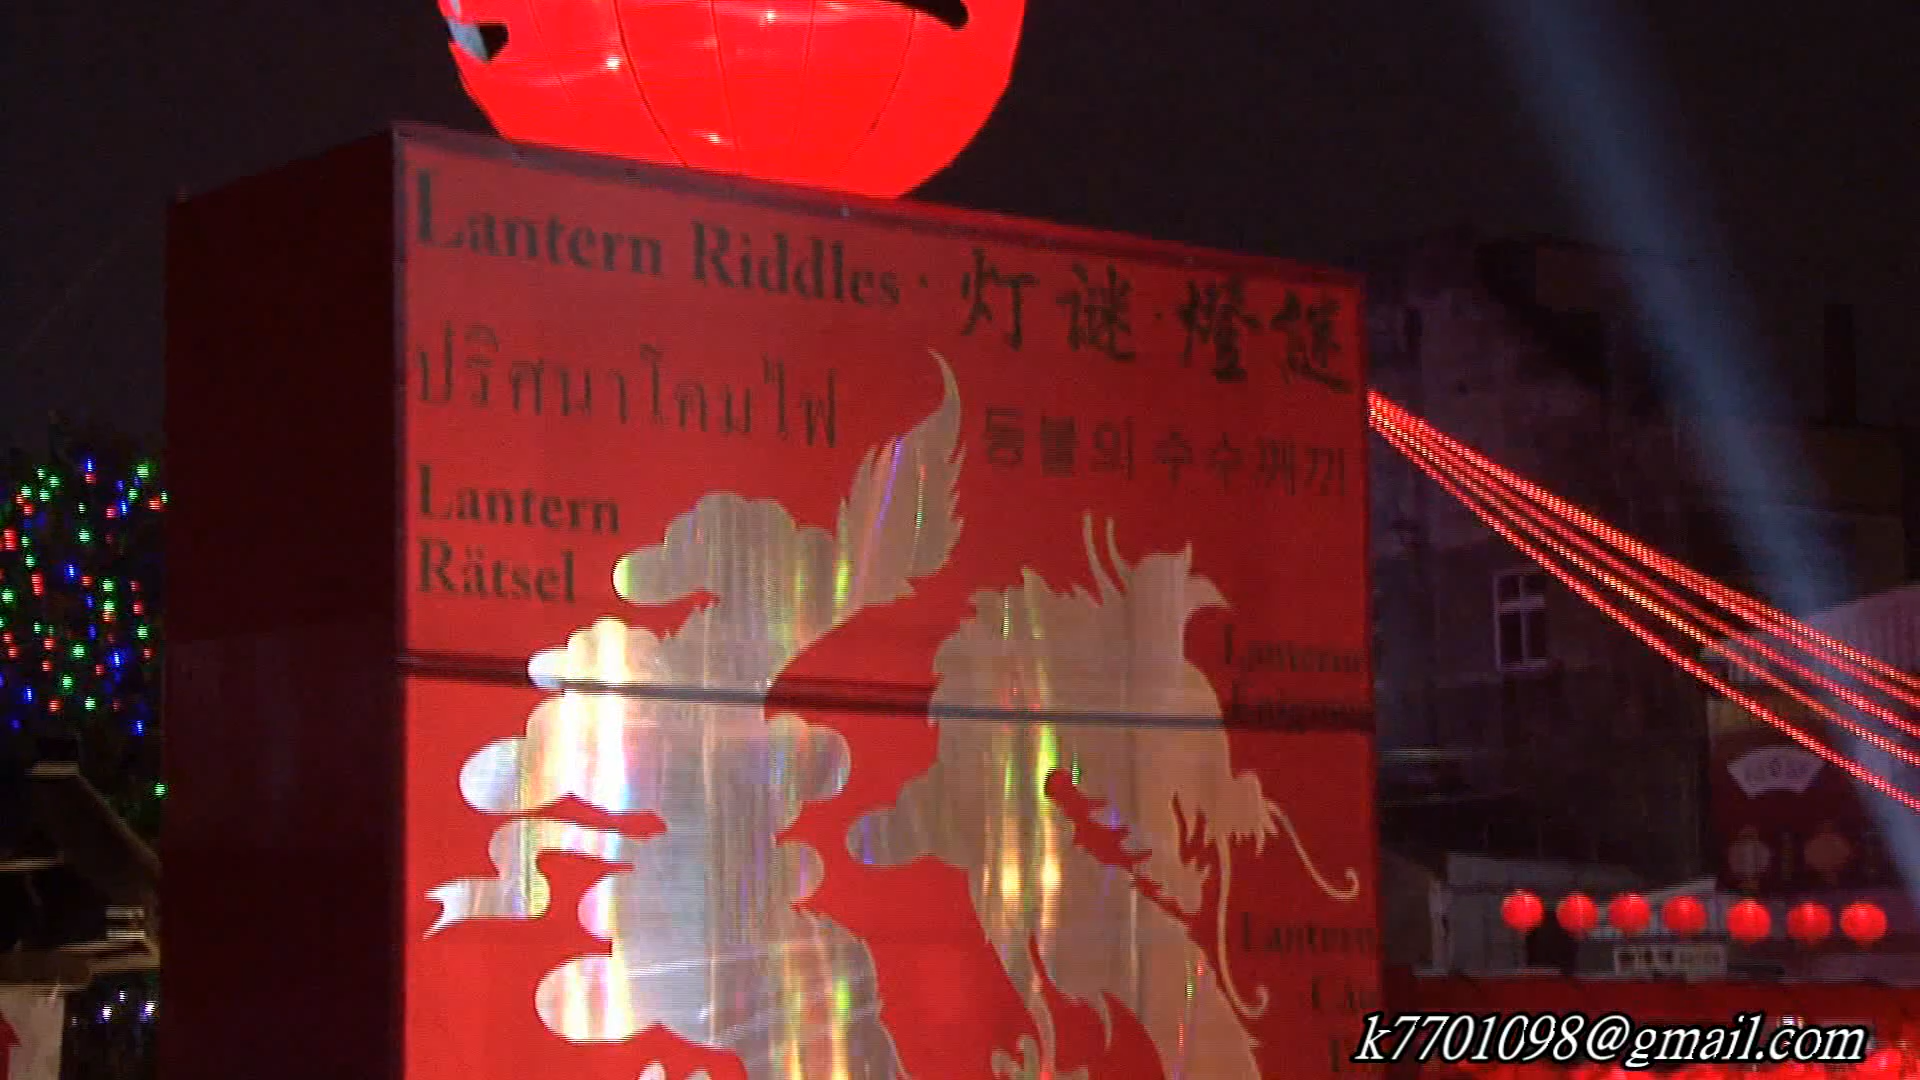 Lantern Riddles · 灯谜 · 燈謎
ปริศนาโคมไฟ
등불의 수수께끼
Lantern
Rätsel
Lantern
k7701098@gmail.com